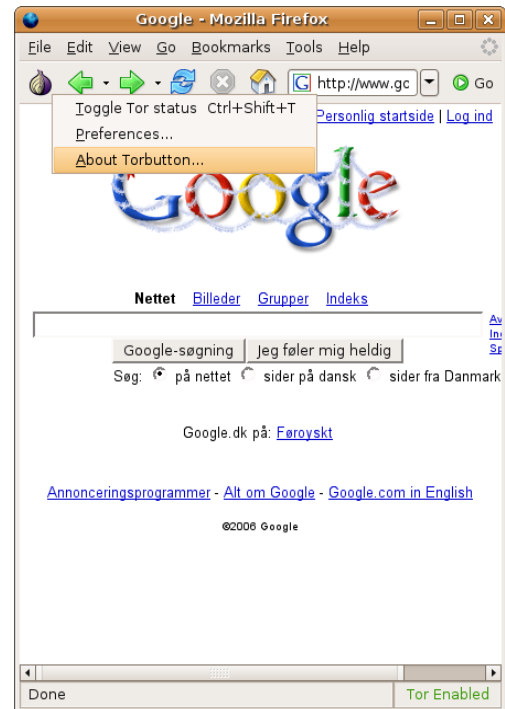 Google - Mozilla Firefox
File Edit View Go Bookmarks Tools Help
G http://www.gc Go
Toggle Tor status Ctrl+Shift+T
Preferences...
About Torbutton...
Personlig startside | Log ind
Google
Nettet Billeder Grupper Indeks
Av
In
Sp
Google-søgning Jeg føler mig heldig
Søg: på nettet sider på dansk sider fra Danmark
Google.dk på: Føroyskt
Annonceringsprogrammer - Alt om Google - Google.com in English
©2006 Google
Done Tor Enabled